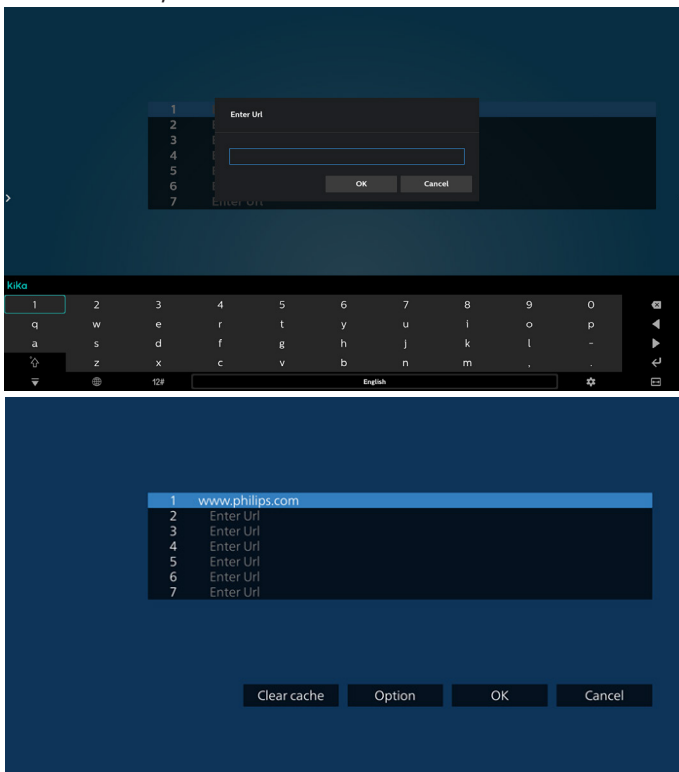 1
Enter Url
2
3
4
5
6
7 Enter Url
OK Cancel
kika
1 2 3 4 5 6 7 8 9 0
q w e r t y u i o p
a s d f g h j k l -
z x c v b n m , .
12# English
1 www.philips.com
2 Enter Url
3 Enter Url
4 Enter Url
5 Enter Url
6 Enter Url
7 Enter Url
Clear cache Option OK Cancel